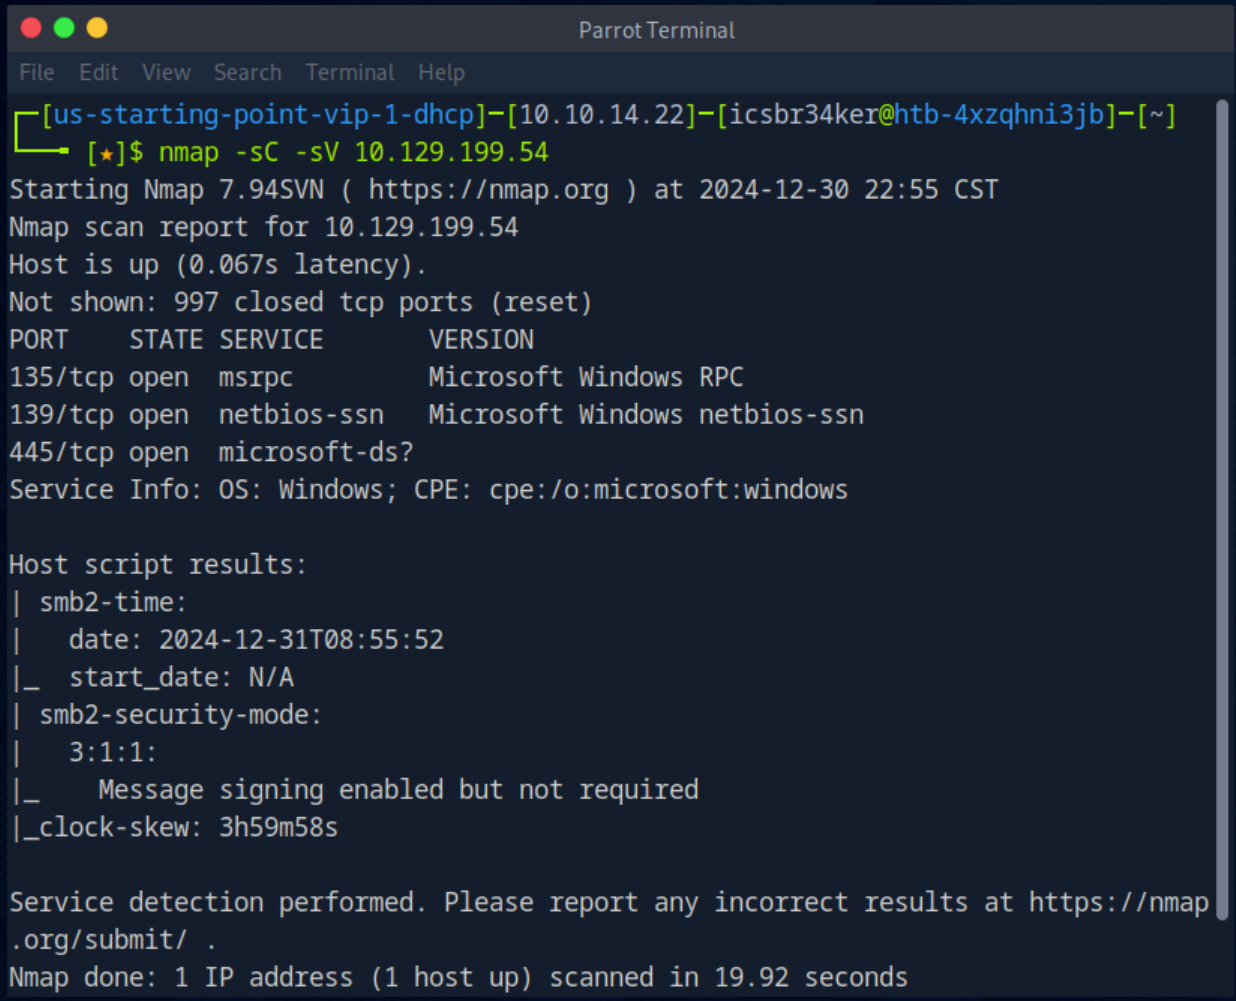 Parrot Terminal
File Edit View Search Terminal Help
┌─[us-starting-point-vip-1-dhcp]─[10.10.14.22]─[icsbr34ker@htb-4xzqhni3jb]─[~]
└──╼ [★]$ nmap -sC -sV 10.129.199.54
Starting Nmap 7.94SVN ( https://nmap.org ) at 2024-12-30 22:55 CST
Nmap scan report for 10.129.199.54
Host is up (0.067s latency).
Not shown: 997 closed tcp ports (reset)
PORT    STATE SERVICE       VERSION
135/tcp open  msrpc         Microsoft Windows RPC
139/tcp open  netbios-ssn   Microsoft Windows netbios-ssn
445/tcp open  microsoft-ds?
Service Info: OS: Windows; CPE: cpe:/o:microsoft:windows

Host script results:
| smb2-time:
|   date: 2024-12-31T08:55:52
|_  start_date: N/A
| smb2-security-mode:
|   3:1:1:
|_    Message signing enabled but not required
|_clock-skew: 3h59m58s

Service detection performed. Please report any incorrect results at https://nmap
.org/submit/ .
Nmap done: 1 IP address (1 host up) scanned in 19.92 seconds